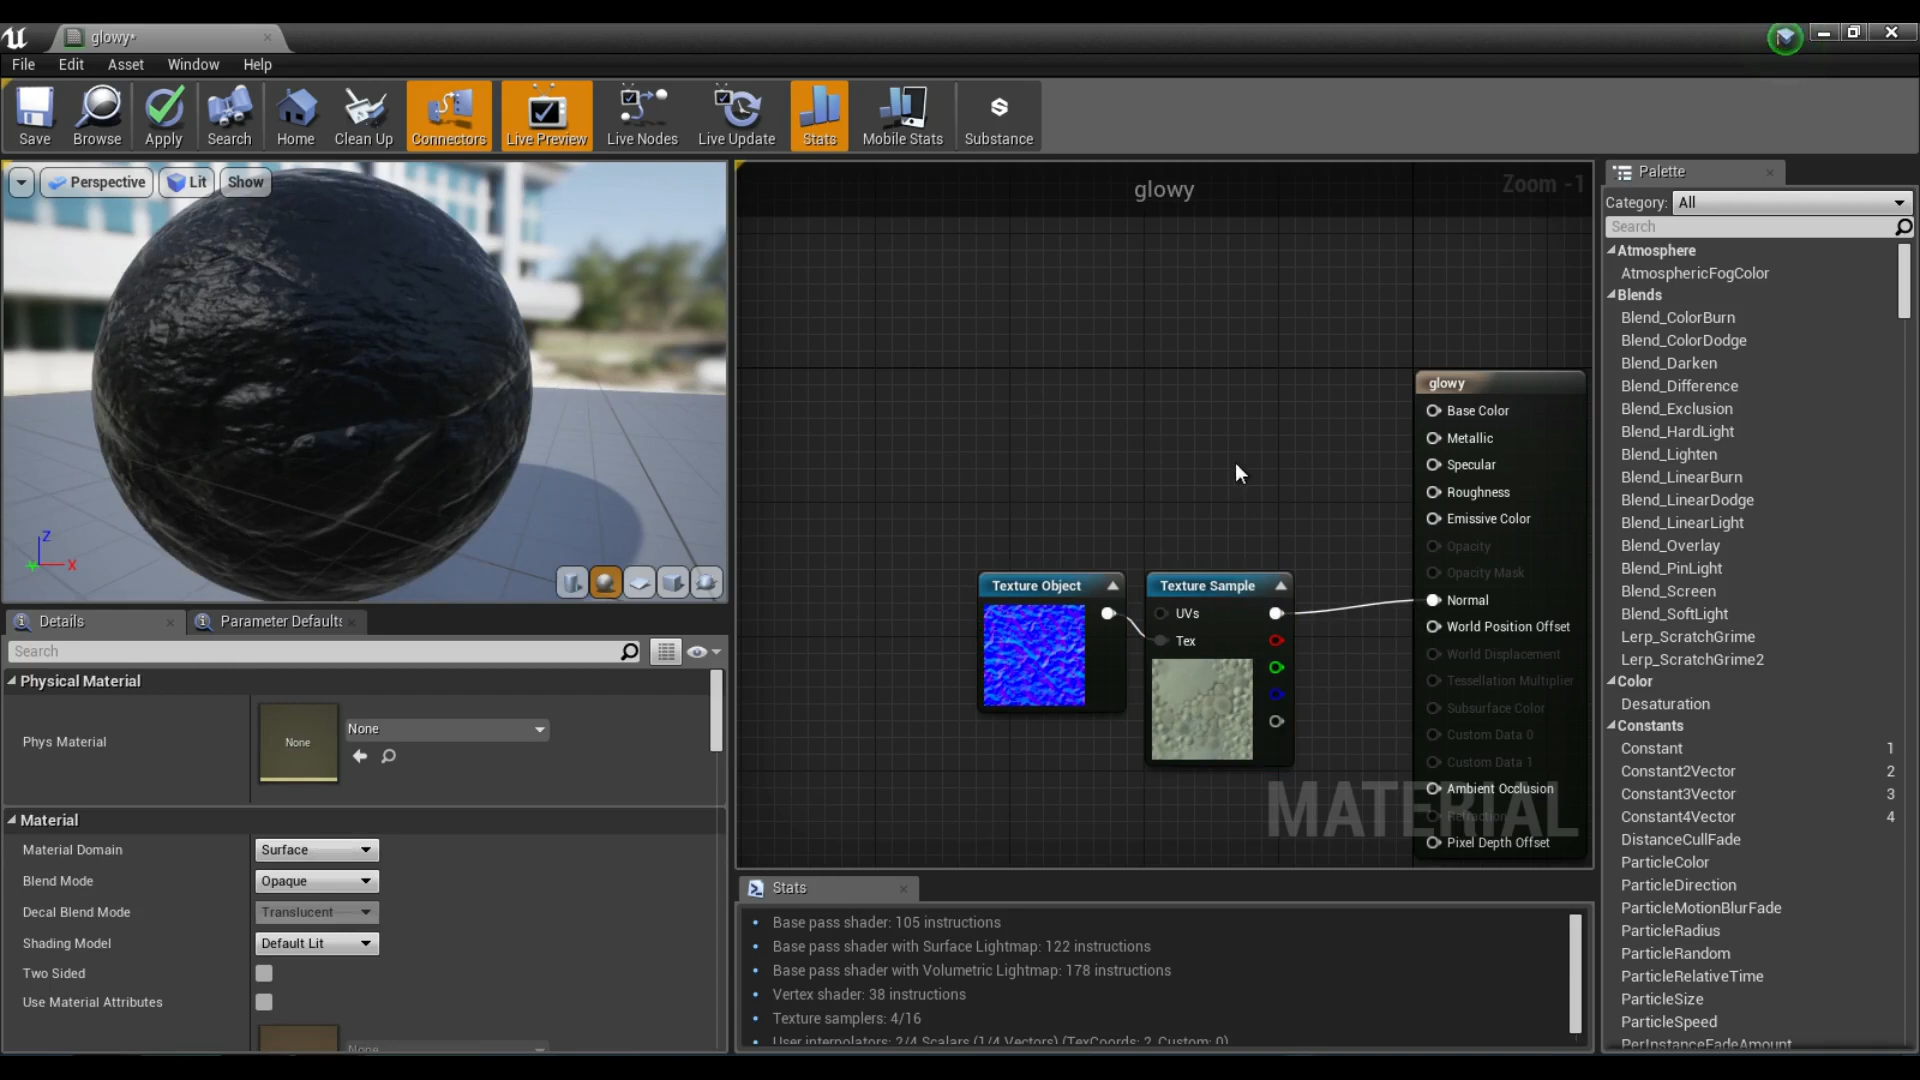 glowy*
File Edit Asset Window Help
Save Browse Apply Search Home Clean Up Connectors Live Preview Live Nodes Live Update Stats Mobile Stats Substance
Perspective Lit Show
Z
X
glowy
Zoom -1
glowy
Base Color
Metallic
Specular
Roughness
Emissive Color
Opacity
Opacity Mask
Normal
World Position Offset
World Displacement
Tessellation Multiplier
Subsurface Color
Custom Data 0
Custom Data 1
Ambient Occlusion
Refraction
Pixel Depth Offset
Texture Object
Texture Sample
UVs
Tex
MATERIAL
Details
Parameter Defaults
Search
Physical Material
Phys Material
None
None
Material
Material Domain Surface
Blend Mode Opaque
Decal Blend Mode Translucent
Shading Model Default Lit
Two Sided
Use Material Attributes
None
Stats
Base pass shader: 105 instructions
Base pass shader with Surface Lightmap: 122 instructions
Base pass shader with Volumetric Lightmap: 178 instructions
Vertex shader: 38 instructions
Texture samplers: 4/16
User interpolators: 2/4 Scalars (1/4 Vectors) (TexCoords: 2, Custom: 0)
Palette
Category: All
Search
Atmosphere
AtmosphericFogColor
Blends
Blend_ColorBurn
Blend_ColorDodge
Blend_Darken
Blend_Difference
Blend_Exclusion
Blend_HardLight
Blend_Lighten
Blend_LinearBurn
Blend_LinearDodge
Blend_LinearLight
Blend_Overlay
Blend_PinLight
Blend_Screen
Blend_SoftLight
Lerp_ScratchGrime
Lerp_ScratchGrime2
Color
Desaturation
Constants
Constant 1
Constant2Vector 2
Constant3Vector 3
Constant4Vector 4
DistanceCullFade
ParticleColor
ParticleDirection
ParticleMotionBlurFade
ParticleRadius
ParticleRandom
ParticleRelativeTime
ParticleSize
ParticleSpeed
PerInstanceFadeAmount